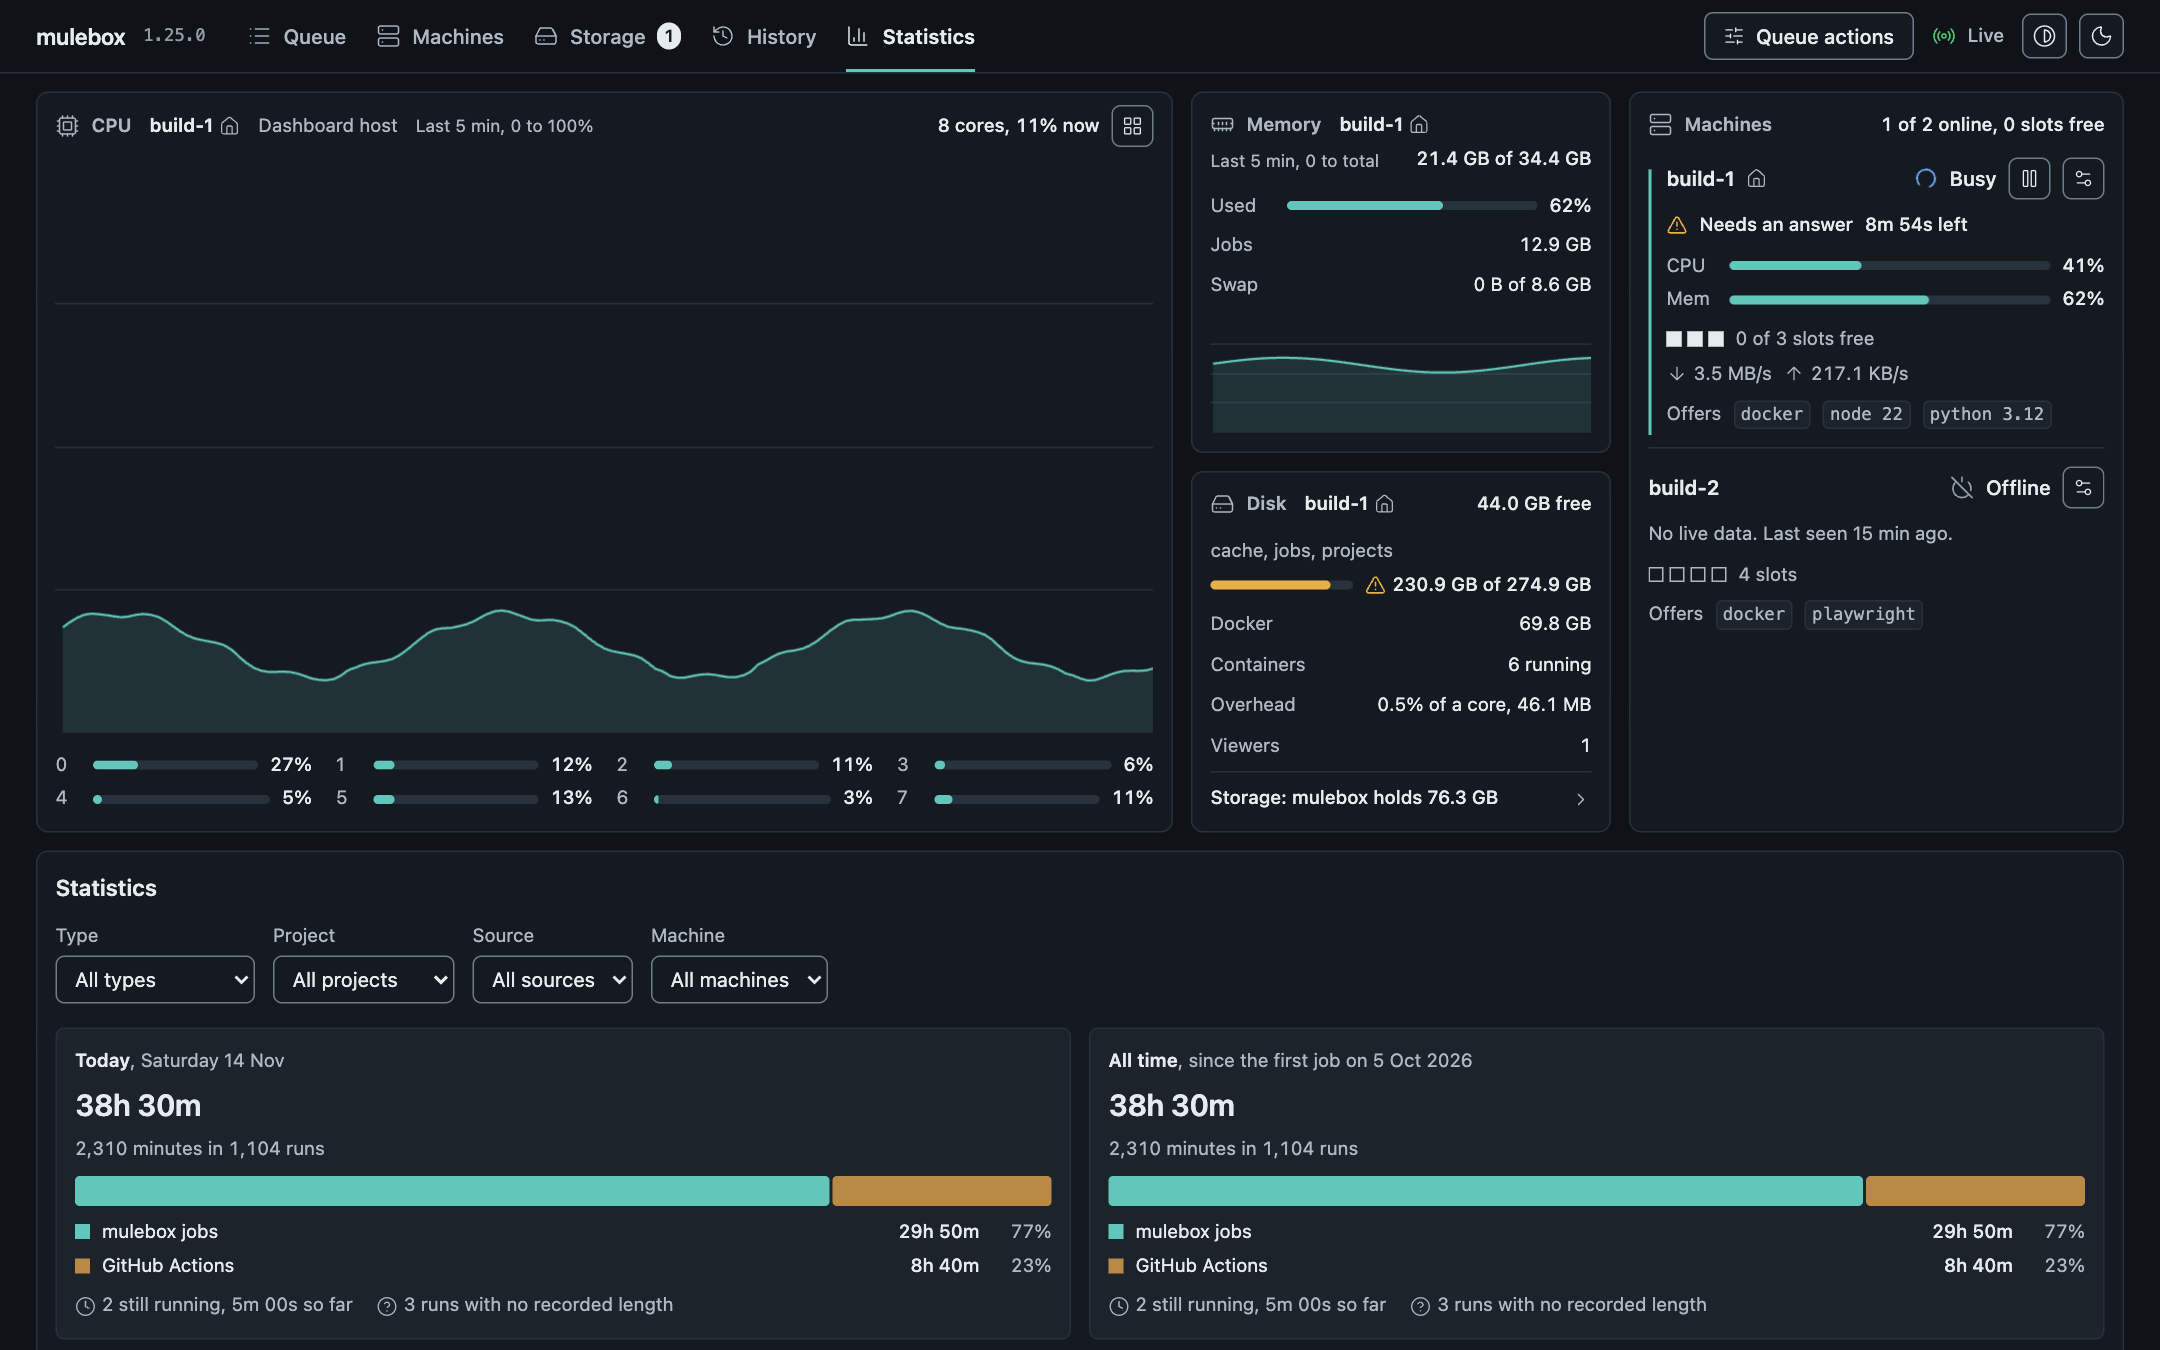 mulebox 1.25.0 Queue Machines Storage 1 History Statistics Queue actions Live
CPU build-1 Dashboard host Last 5 min, 0 to 100% 8 cores, 11% now
0 27% 1 12% 2 11% 3 6%
4 5% 5 13% 6 3% 7 11%
Memory build-1
Last 5 min, 0 to total 21.4 GB of 34.4 GB
Used 62%
Jobs 12.9 GB
Swap 0 B of 8.6 GB
Disk build-1 44.0 GB free
cache, jobs, projects
230.9 GB of 274.9 GB
Docker 69.8 GB
Containers 6 running
Overhead 0.5% of a core, 46.1 MB
Viewers 1
Storage: mulebox holds 76.3 GB
Machines 1 of 2 online, 0 slots free
build-1 Busy
Needs an answer 8m 54s left
CPU 41%
Mem 62%
0 of 3 slots free
3.5 MB/s 217.1 KB/s
Offers docker node 22 python 3.12
build-2 Offline
No live data. Last seen 15 min ago.
4 slots
Offers docker playwright
Statistics
Type Project Source Machine
All types All projects All sources All machines
Today, Saturday 14 Nov
38h 30m
2,310 minutes in 1,104 runs
mulebox jobs 29h 50m 77%
GitHub Actions 8h 40m 23%
2 still running, 5m 00s so far 3 runs with no recorded length
All time, since the first job on 5 Oct 2026
38h 30m
2,310 minutes in 1,104 runs
mulebox jobs 29h 50m 77%
GitHub Actions 8h 40m 23%
2 still running, 5m 00s so far 3 runs with no recorded length